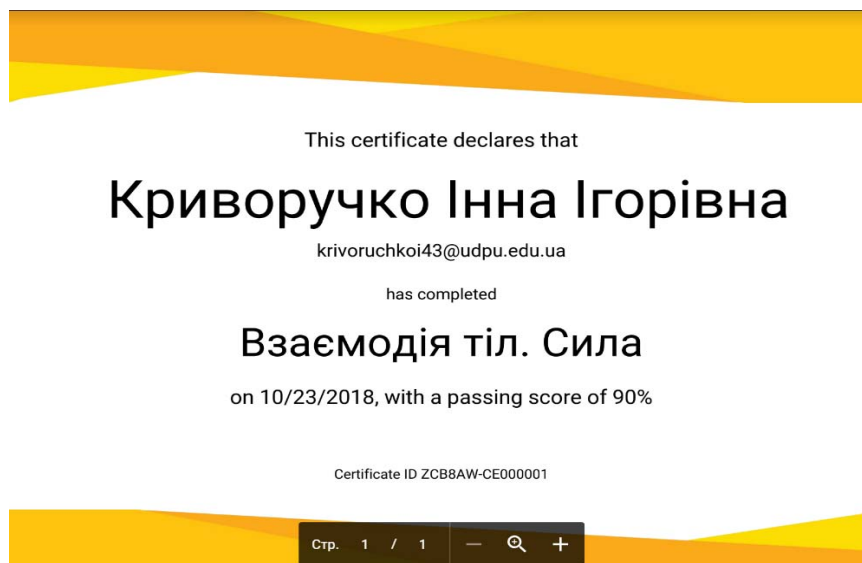 This certificate declares that
Криворучко Інна Ігорівна
krivoruchkoi43@udpu.edu.ua
has completed
Взаємодія тіл. Сила
on 10/23/2018, with a passing score of 90%
Certificate ID ZCB8AW-CE000001
Стр. 1 / 1